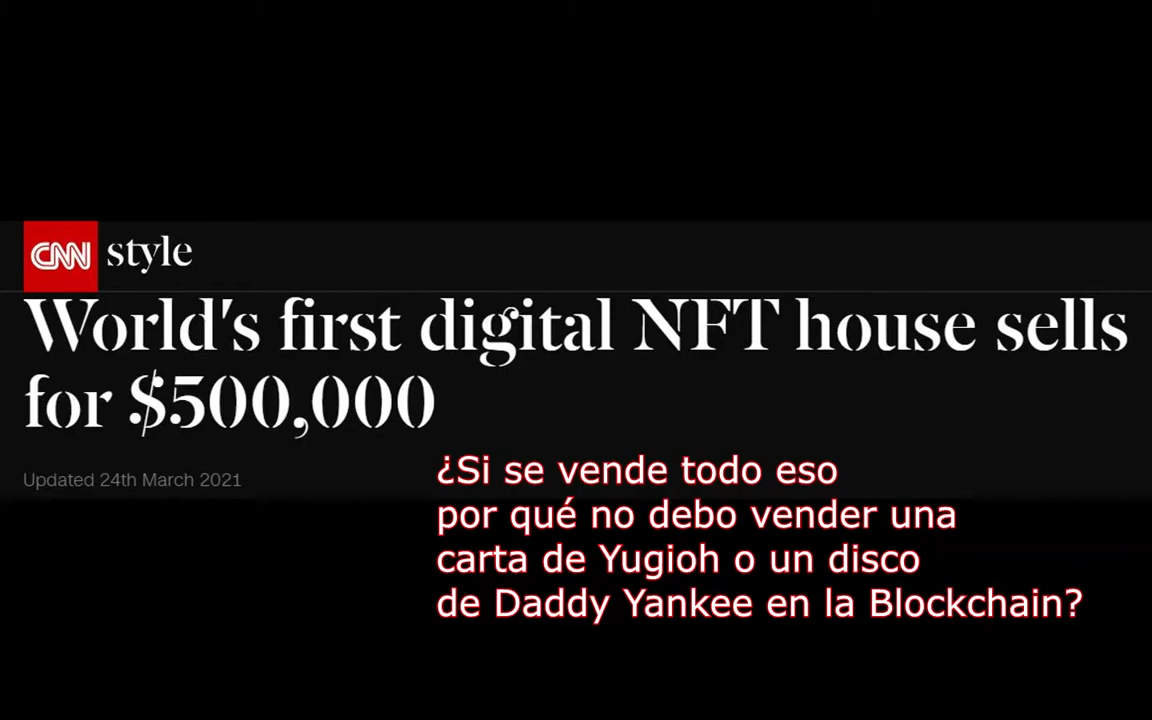 CNN style
World's first digital NFT house sells
for $500,000
Updated 24th March 2021
¿Si se vende todo eso
por qué no debo vender una
carta de Yugioh o un disco
de Daddy Yankee en la Blockchain?